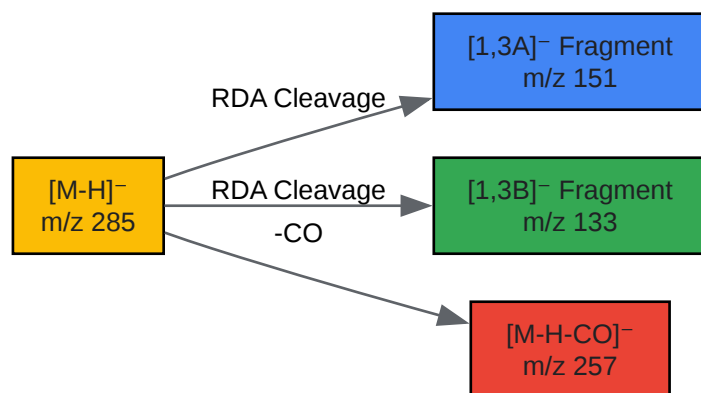 [1,3A]⁻ Fragment
m/z 151
RDA Cleavage
[M-H]⁻
m/z 285
RDA Cleavage
-CO
[1,3B]⁻ Fragment
m/z 133
[M-H-CO]⁻
m/z 257